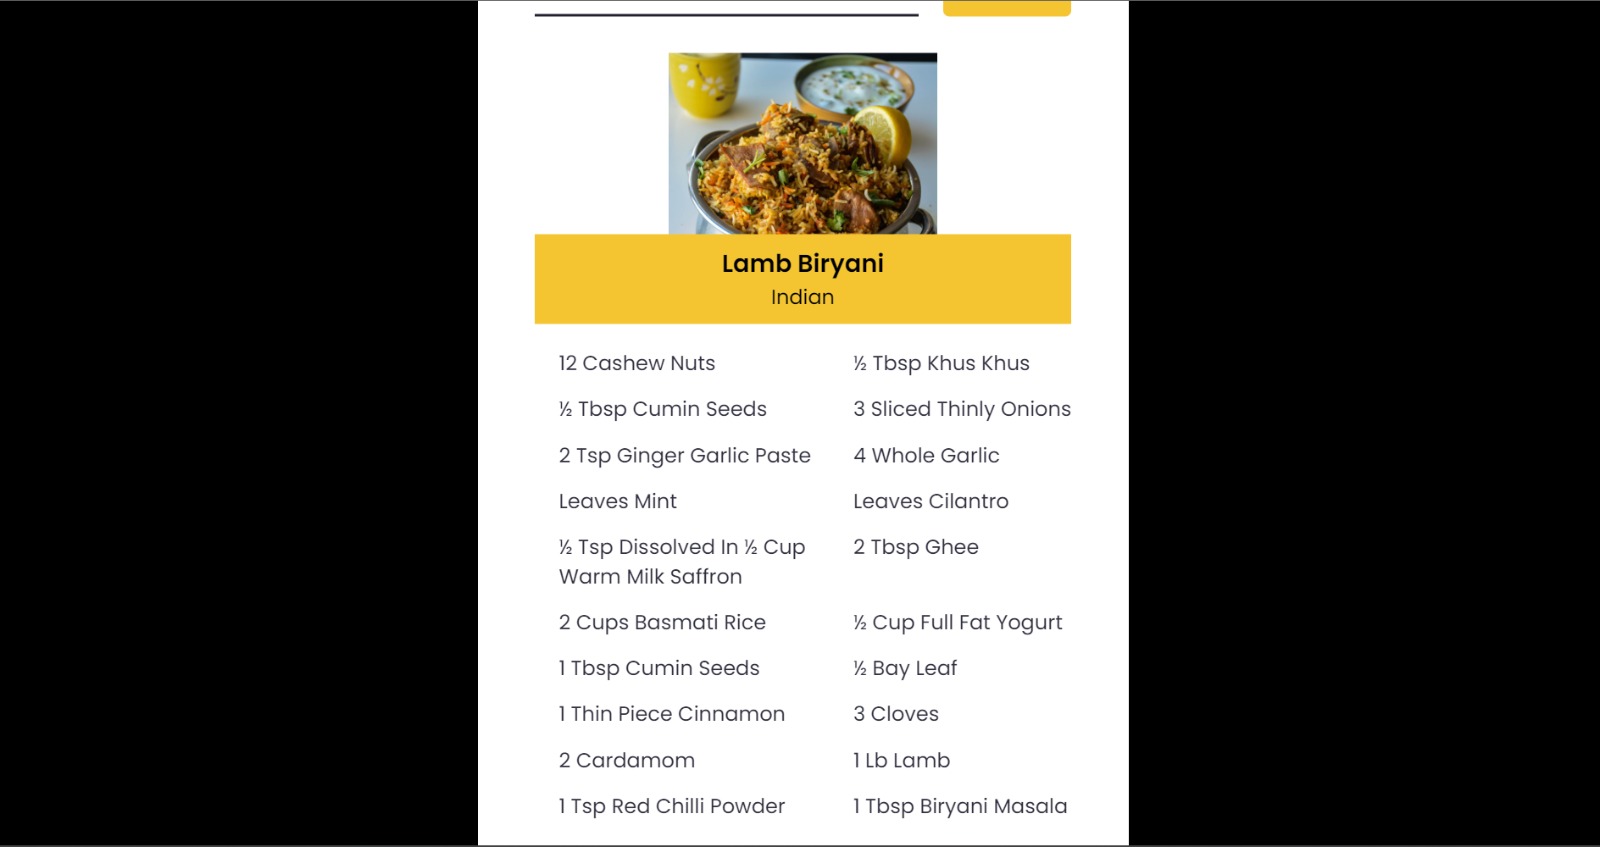 Lamb Biryani
Indian
12 Cashew Nuts
½ Tbsp Khus Khus
½ Tbsp Cumin Seeds
3 Sliced Thinly Onions
2 Tsp Ginger Garlic Paste
4 Whole Garlic
Leaves Mint
Leaves Cilantro
½ Tsp Dissolved In ½ Cup
Warm Milk Saffron
2 Tbsp Ghee
2 Cups Basmati Rice
½ Cup Full Fat Yogurt
1 Tbsp Cumin Seeds
½ Bay Leaf
1 Thin Piece Cinnamon
3 Cloves
2 Cardamom
1 Lb Lamb
1 Tsp Red Chilli Powder
1 Tbsp Biryani Masala